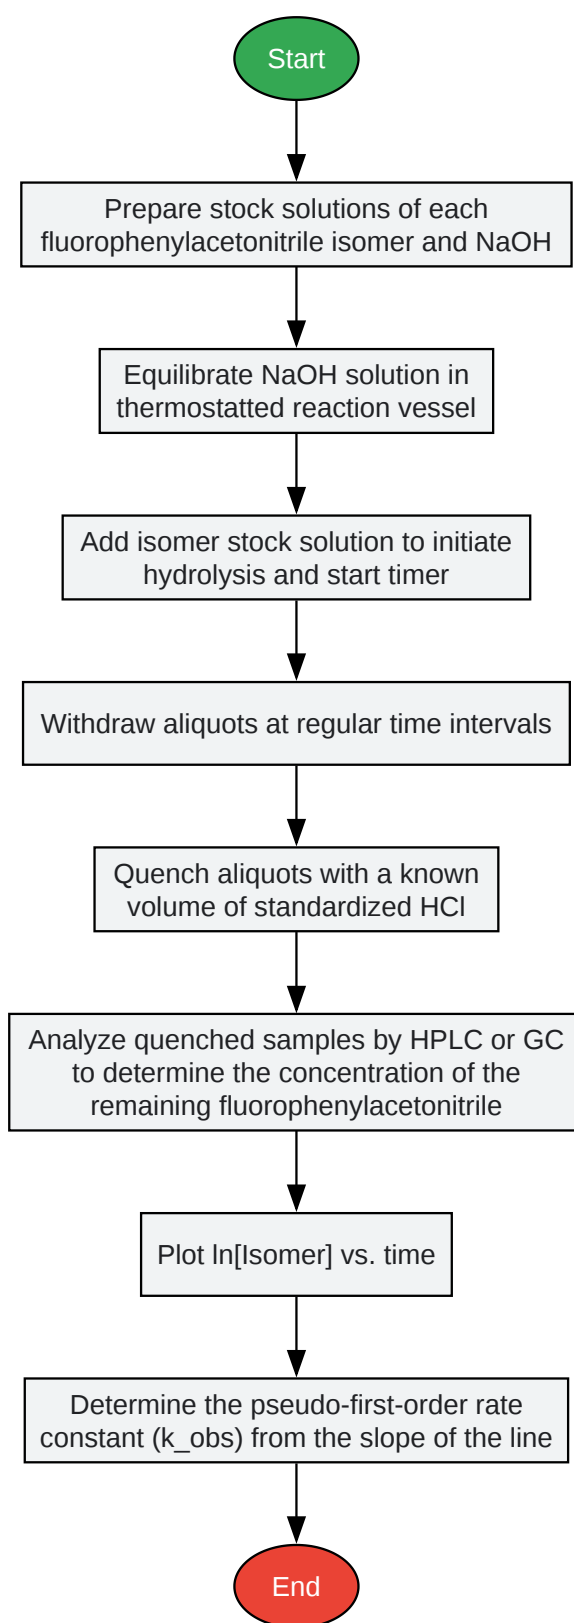 Start
Prepare stock solutions of each
fluorophenylacetonitrile isomer and NaOH
Equilibrate NaOH solution in
thermostatted reaction vessel
Add isomer stock solution to initiate
hydrolysis and start timer
Withdraw aliquots at regular time intervals
Quench aliquots with a known
volume of standardized HCl
Analyze quenched samples by HPLC or GC
to determine the concentration of the
remaining fluorophenylacetonitrile
Plot ln[Isomer] vs. time
Determine the pseudo-first-order rate
constant (k_obs) from the slope of the line
End